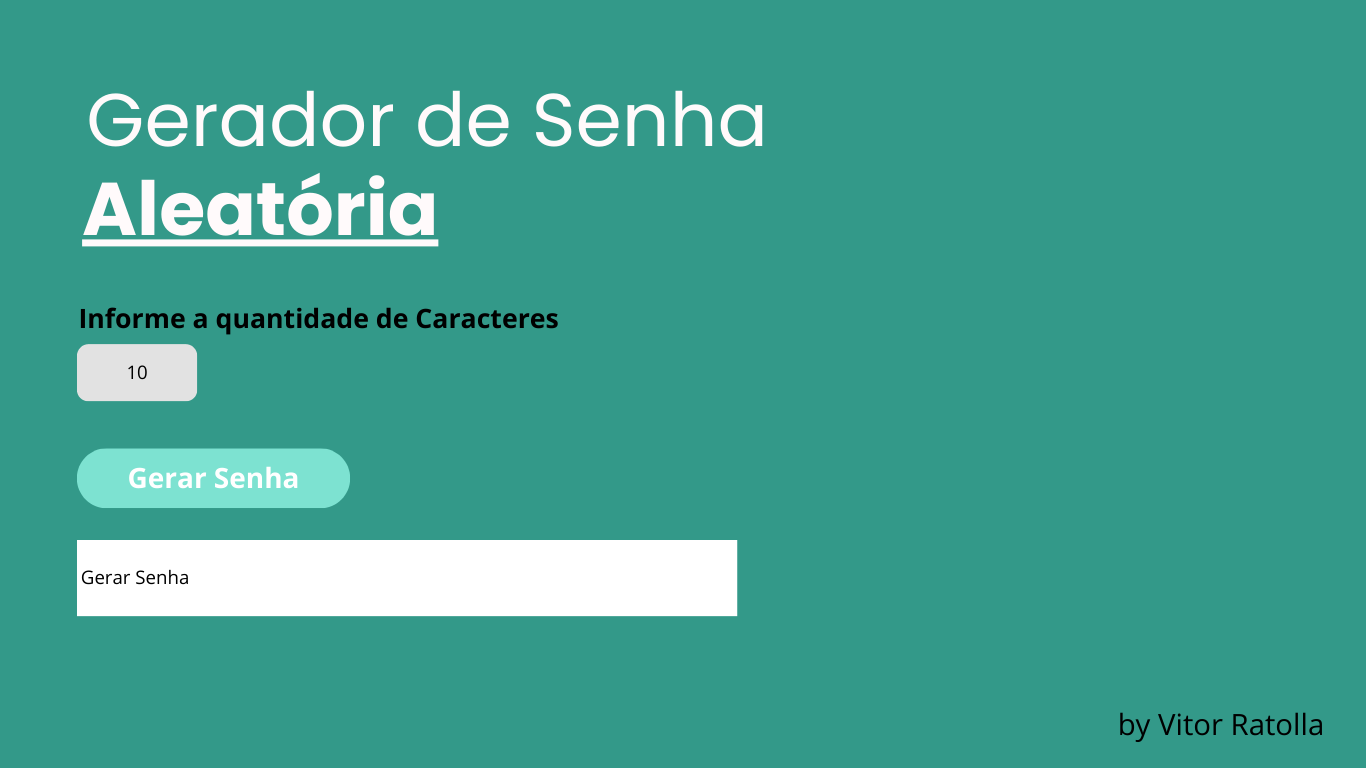 Gerador de Senha
Aleatória
Informe a quantidade de Caracteres
10
Gerar Senha
Gerar Senha
by Vitor Ratolla